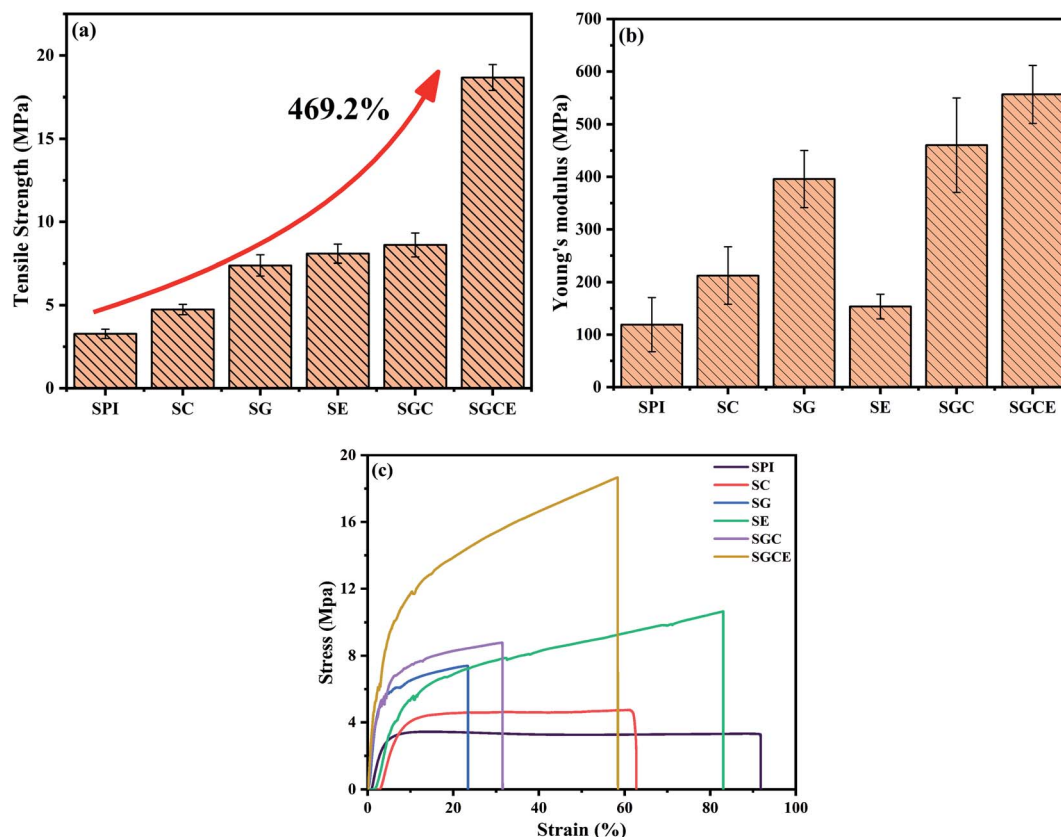 (a)
469.2%
Tensile Strength (MPa)
20
15
10
5
0
SPI SC SG SE SGC SGCE
(b)
Young's modulus (MPa)
700
600
500
400
300
200
100
0
SPI SC SG SE SGC SGCE
(c)
Stress (Mpa)
20
16
12
8
4
0
0 20 40 60 80 100
Strain (%)
SPI
SC
SG
SE
SGC
SGCE